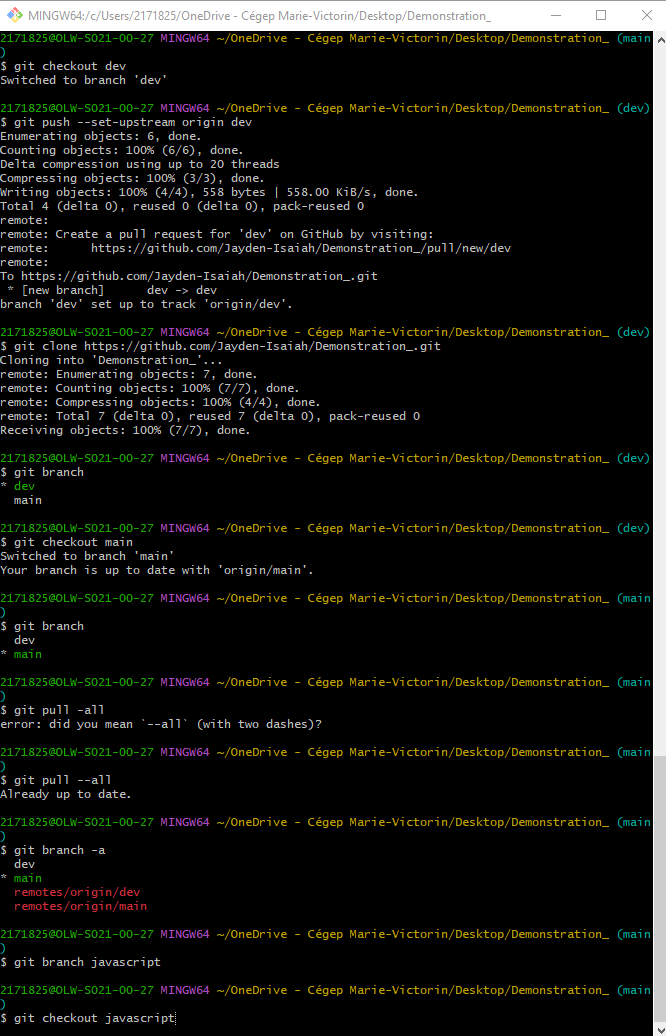 MINGW64:/c/Users/2171825/OneDrive - Cégep Marie-Victorin/Desktop/Demonstration_
2171825@OLW-SO21-00-27 MINGW64 ~/OneDrive - Cégep Marie-Victorin/Desktop/Demonstration_ (main
)
$ git checkout dev
Switched to branch 'dev'
2171825@OLW-SO21-00-27 MINGW64 ~/OneDrive - Cégep Marie-Victorin/Desktop/Demonstration_ (dev)
$ git push --set-upstream origin dev
Enumerating objects: 6, done.
Counting objects: 100% (6/6), done.
Delta compression using up to 20 threads
Compressing objects: 100% (3/3), done.
Writing objects: 100% (4/4), 558 bytes | 558.00 KiB/s, done.
Total 4 (delta 0), reused 0 (delta 0), pack-reused 0
remote:
remote: Create a pull request for 'dev' on GitHub by visiting:
remote:      https://github.com/Jayden-Isaiah/Demonstration_/pull/new/dev
remote:
To https://github.com/Jayden-Isaiah/Demonstration_.git
 * [new branch]      dev -> dev
branch 'dev' set up to track 'origin/dev'.
2171825@OLW-SO21-00-27 MINGW64 ~/OneDrive - Cégep Marie-Victorin/Desktop/Demonstration_ (dev)
$ git clone https://github.com/Jayden-Isaiah/Demonstration_.git
Cloning into 'Demonstration_'...
remote: Enumerating objects: 7, done.
remote: Counting objects: 100% (7/7), done.
remote: Compressing objects: 100% (4/4), done.
remote: Total 7 (delta 0), reused 7 (delta 0), pack-reused 0
Receiving objects: 100% (7/7), done.
2171825@OLW-SO21-00-27 MINGW64 ~/OneDrive - Cégep Marie-Victorin/Desktop/Demonstration_ (dev)
$ git branch
* dev
  main
2171825@OLW-SO21-00-27 MINGW64 ~/OneDrive - Cégep Marie-Victorin/Desktop/Demonstration_ (dev)
$ git checkout main
Switched to branch 'main'
Your branch is up to date with 'origin/main'.
2171825@OLW-SO21-00-27 MINGW64 ~/OneDrive - Cégep Marie-Victorin/Desktop/Demonstration_ (main
)
$ git branch
  dev
* main
2171825@OLW-SO21-00-27 MINGW64 ~/OneDrive - Cégep Marie-Victorin/Desktop/Demonstration_ (main
)
$ git pull -all
error: did you mean `--all` (with two dashes)?
2171825@OLW-SO21-00-27 MINGW64 ~/OneDrive - Cégep Marie-Victorin/Desktop/Demonstration_ (main
)
$ git pull --all
Already up to date.
2171825@OLW-SO21-00-27 MINGW64 ~/OneDrive - Cégep Marie-Victorin/Desktop/Demonstration_ (main
)
$ git branch -a
  dev
* main
  remotes/origin/dev
  remotes/origin/main
2171825@OLW-SO21-00-27 MINGW64 ~/OneDrive - Cégep Marie-Victorin/Desktop/Demonstration_ (main
)
$ git branch javascript
2171825@OLW-SO21-00-27 MINGW64 ~/OneDrive - Cégep Marie-Victorin/Desktop/Demonstration_ (main
)
$ git checkout javascript